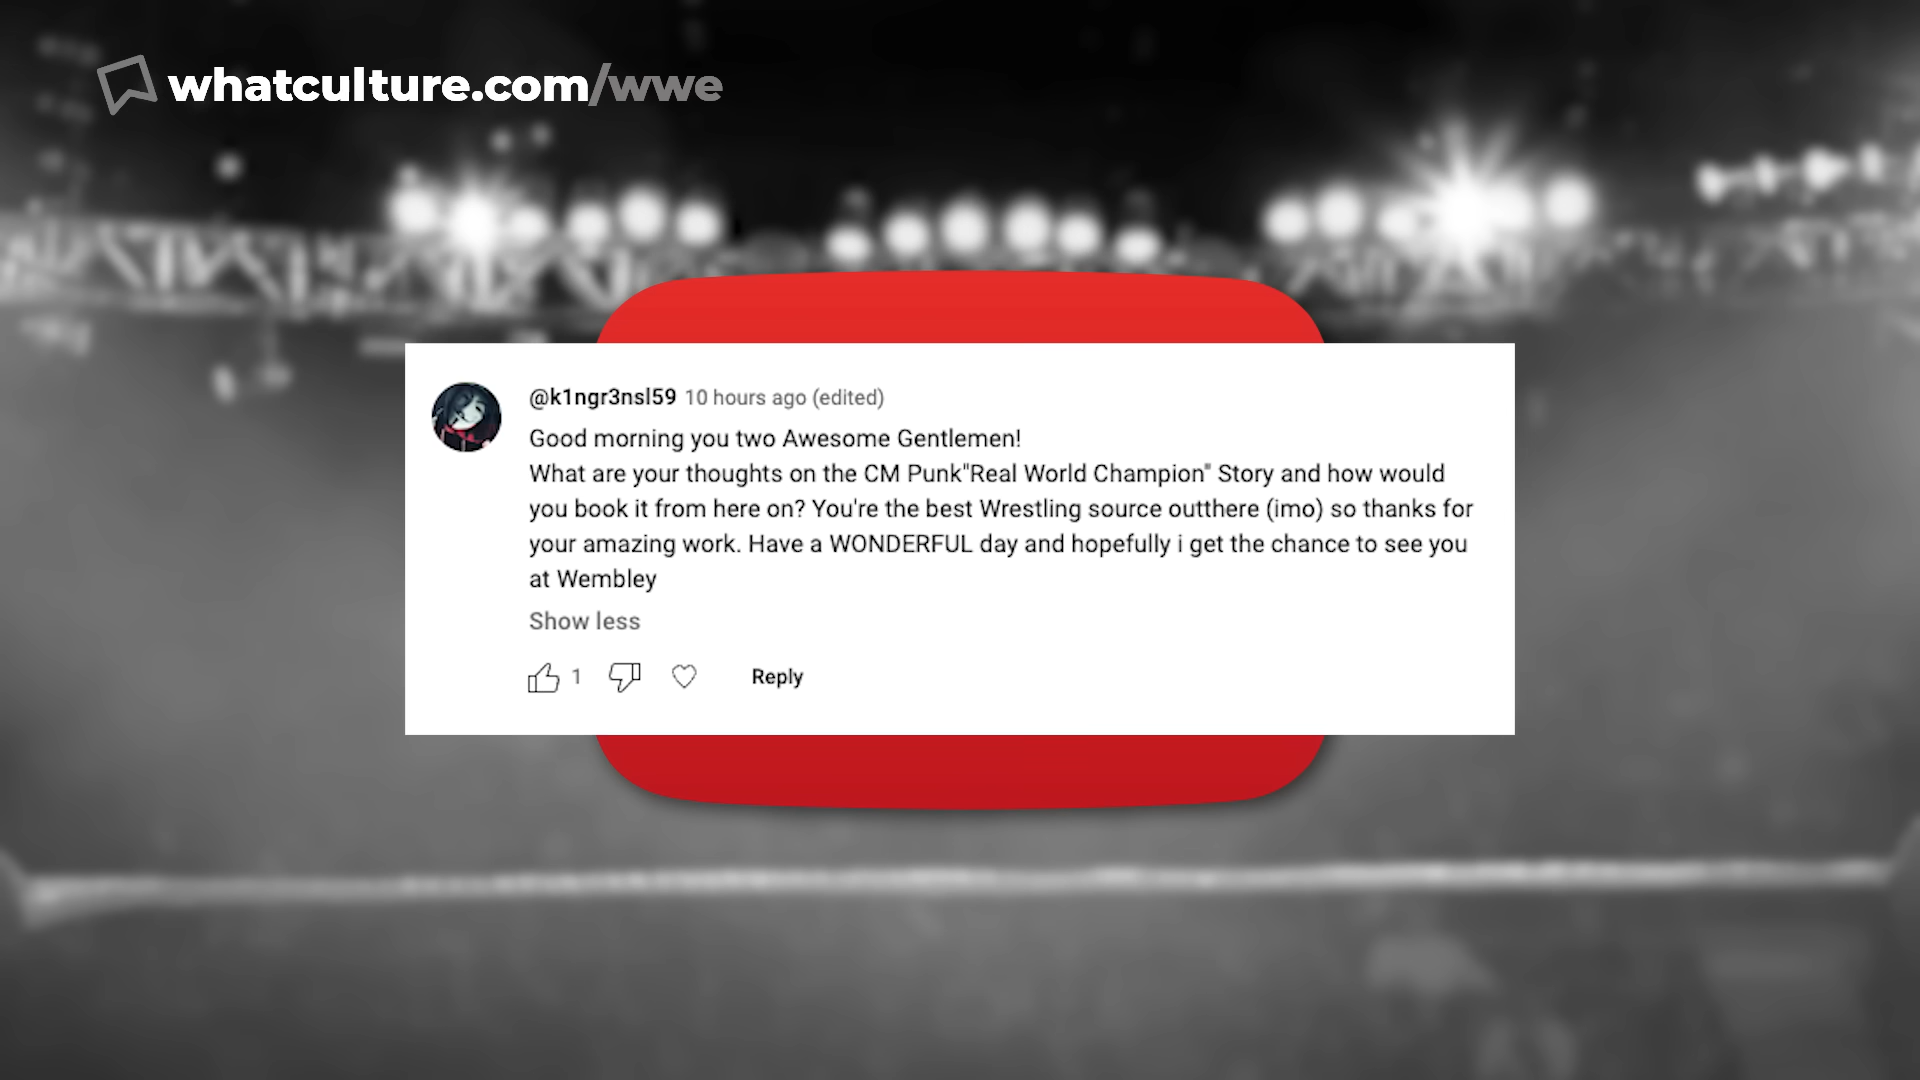 whatculture.com/wwe
@k1ngr3nsl59 10 hours ago (edited)
Good morning you two Awesome Gentlemen!
What are your thoughts on the CM Punk"Real World Champion" Story and how would
you book it from here on? You're the best Wrestling source outthere (imo) so thanks for
your amazing work. Have a WONDERFUL day and hopefully i get the chance to see you
at Wembley
Show less
1 Reply